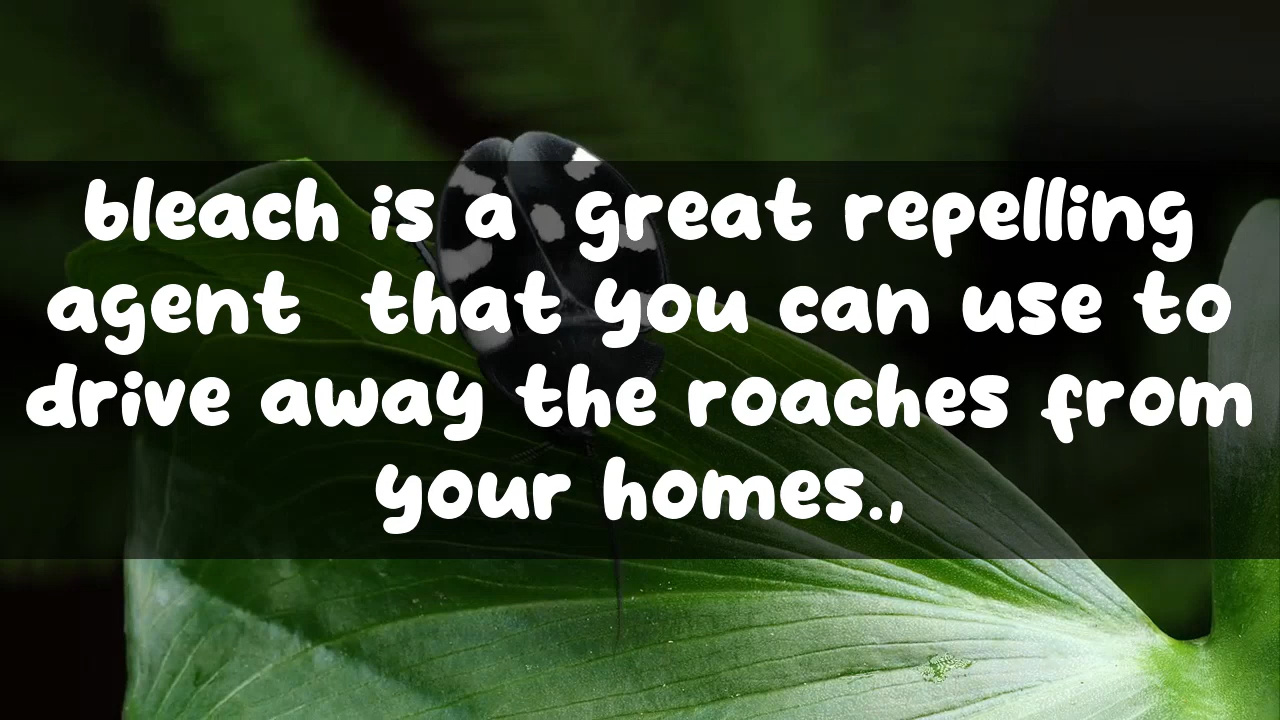 bleach is a  great repelling
agent  that you can use to
drive away the roaches from
your homes.,